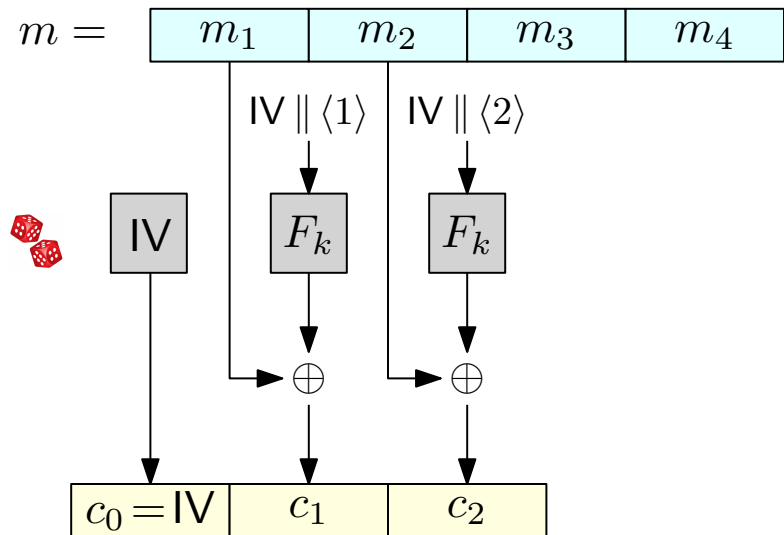 m = m₁ m₂ m₃ m₄
IV ∥ ⟨1⟩ IV ∥ ⟨2⟩
IV Fₖ Fₖ
c₀ = IV c₁ c₂